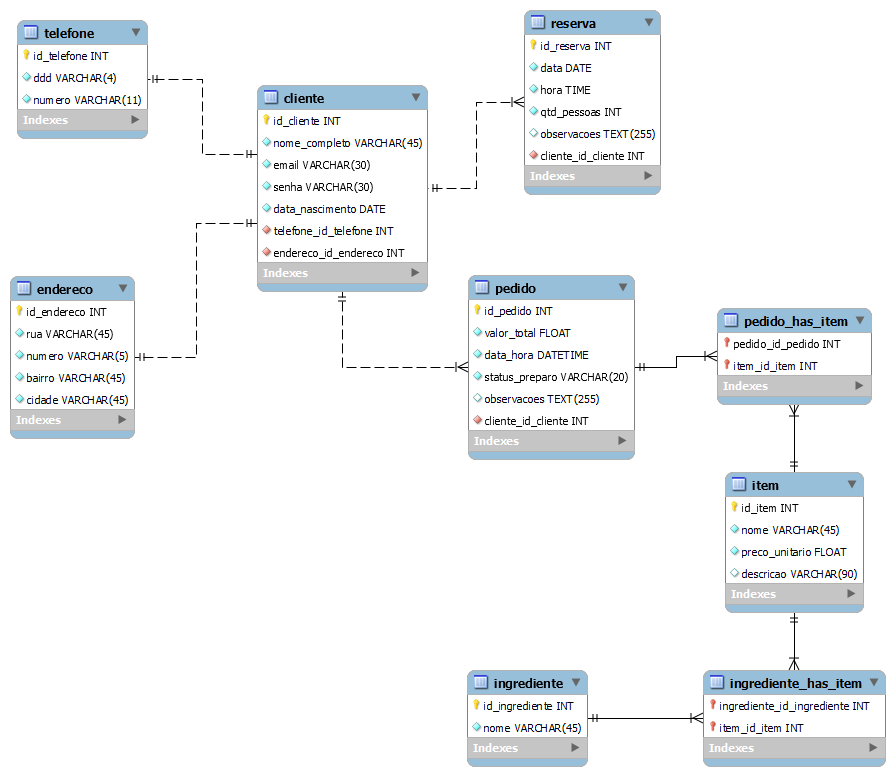 telefone
id_telefone INT
ddd VARCHAR(4)
numero VARCHAR(11)
Indexes
cliente
id_cliente INT
nome_completo VARCHAR(45)
email VARCHAR(30)
senha VARCHAR(30)
data_nascimento DATE
telefone_id_telefone INT
endereco_id_endereco INT
Indexes
reserva
id_reserva INT
data DATE
hora TIME
qtd_pessoas INT
observacoes TEXT(255)
cliente_id_cliente INT
Indexes
endereco
id_endereco INT
rua VARCHAR(45)
numero VARCHAR(5)
bairro VARCHAR(45)
cidade VARCHAR(45)
Indexes
pedido
id_pedido INT
valor_total FLOAT
data_hora DATETIME
status_preparo VARCHAR(20)
observacoes TEXT(255)
cliente_id_cliente INT
Indexes
pedido_has_item
pedido_id_pedido INT
item_id_item INT
Indexes
item
id_item INT
nome VARCHAR(45)
preco_unitario FLOAT
descricao VARCHAR(90)
Indexes
ingrediente
id_ingrediente INT
nome VARCHAR(45)
Indexes
ingrediente_has_item
ingrediente_id_ingrediente INT
item_id_item INT
Indexes